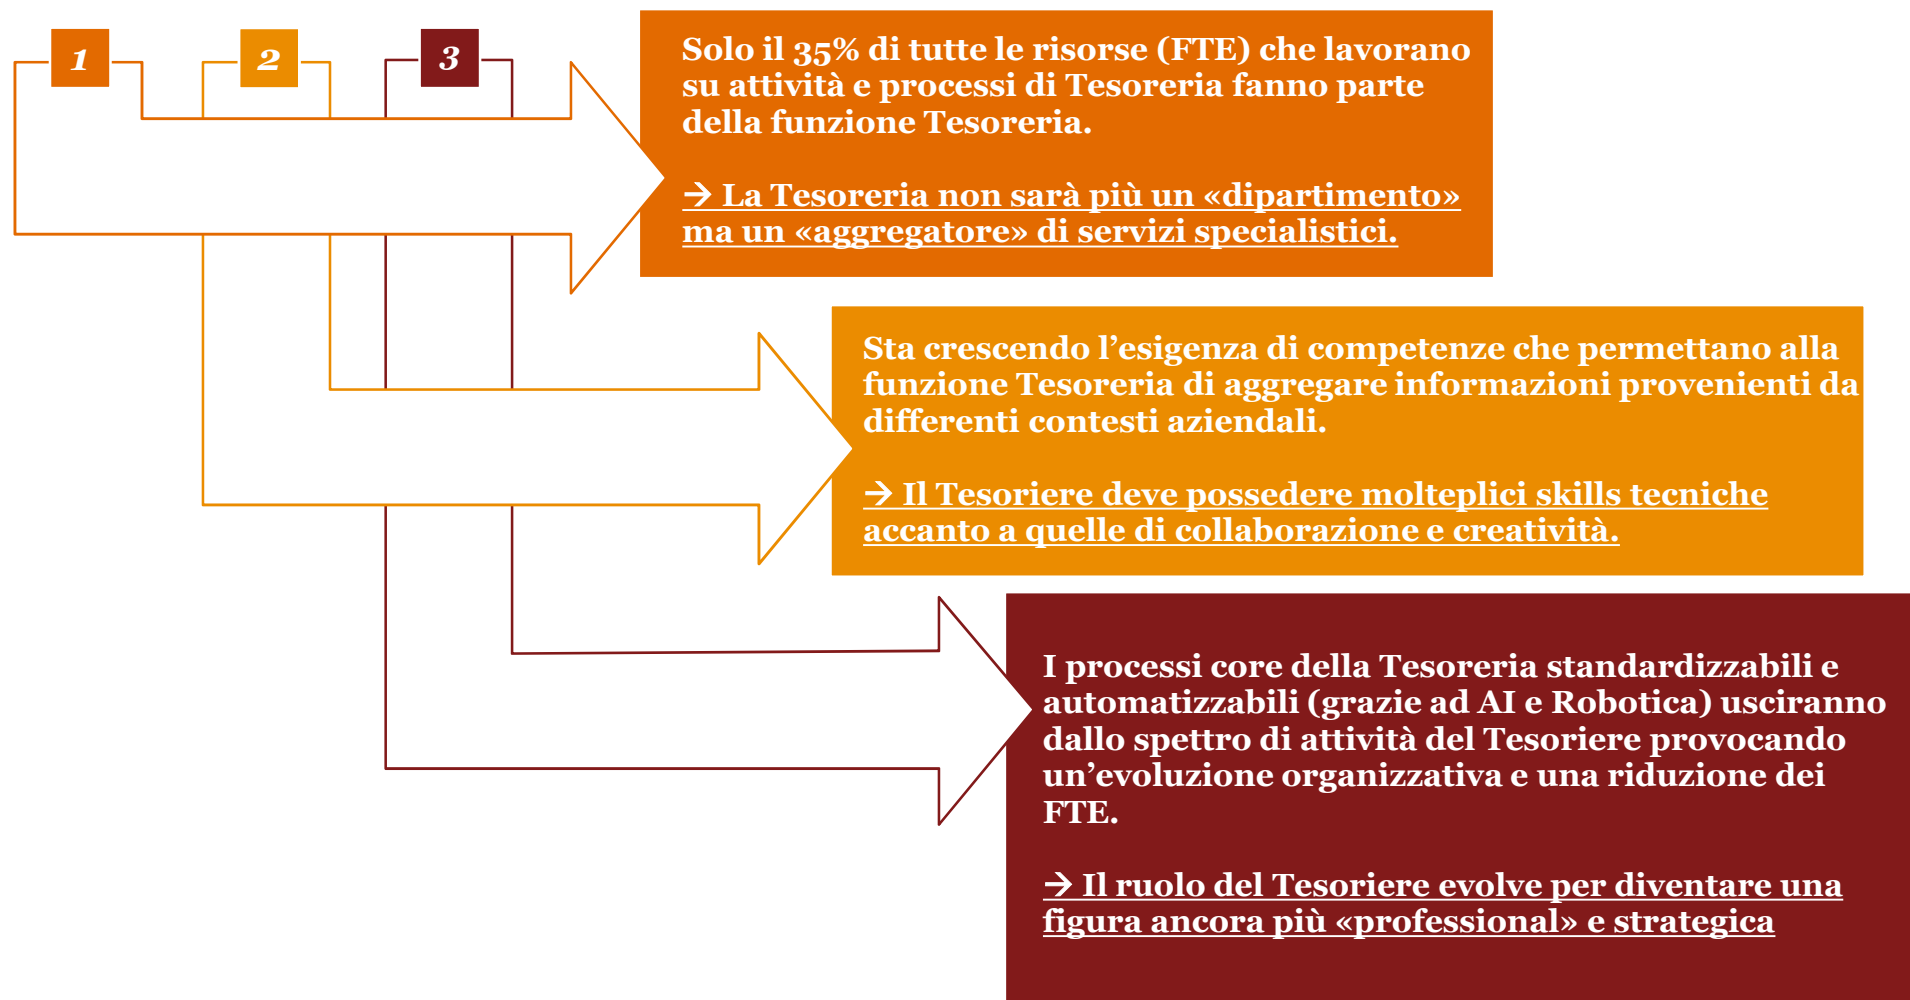 1
2
3
Solo il 35% di tutte le risorse (FTE) che lavorano
su attività e processi di Tesoreria fanno parte
della funzione Tesoreria.
→ La Tesoreria non sarà più un «dipartimento»
ma un «aggregatore» di servizi specialistici.
Sta crescendo l’esigenza di competenze che permettano alla
funzione Tesoreria di aggregare informazioni provenienti da
differenti contesti aziendali.
→ Il Tesoriere deve possedere molteplici skills tecniche
accanto a quelle di collaborazione e creatività.
I processi core della Tesoreria standardizzabili e
automatizzabili (grazie ad AI e Robotica) usciranno
dallo spettro di attività del Tesoriere provocando
un’evoluzione organizzativa e una riduzione dei
FTE.
→ Il ruolo del Tesoriere evolve per diventare una
figura ancora più «professional» e strategica